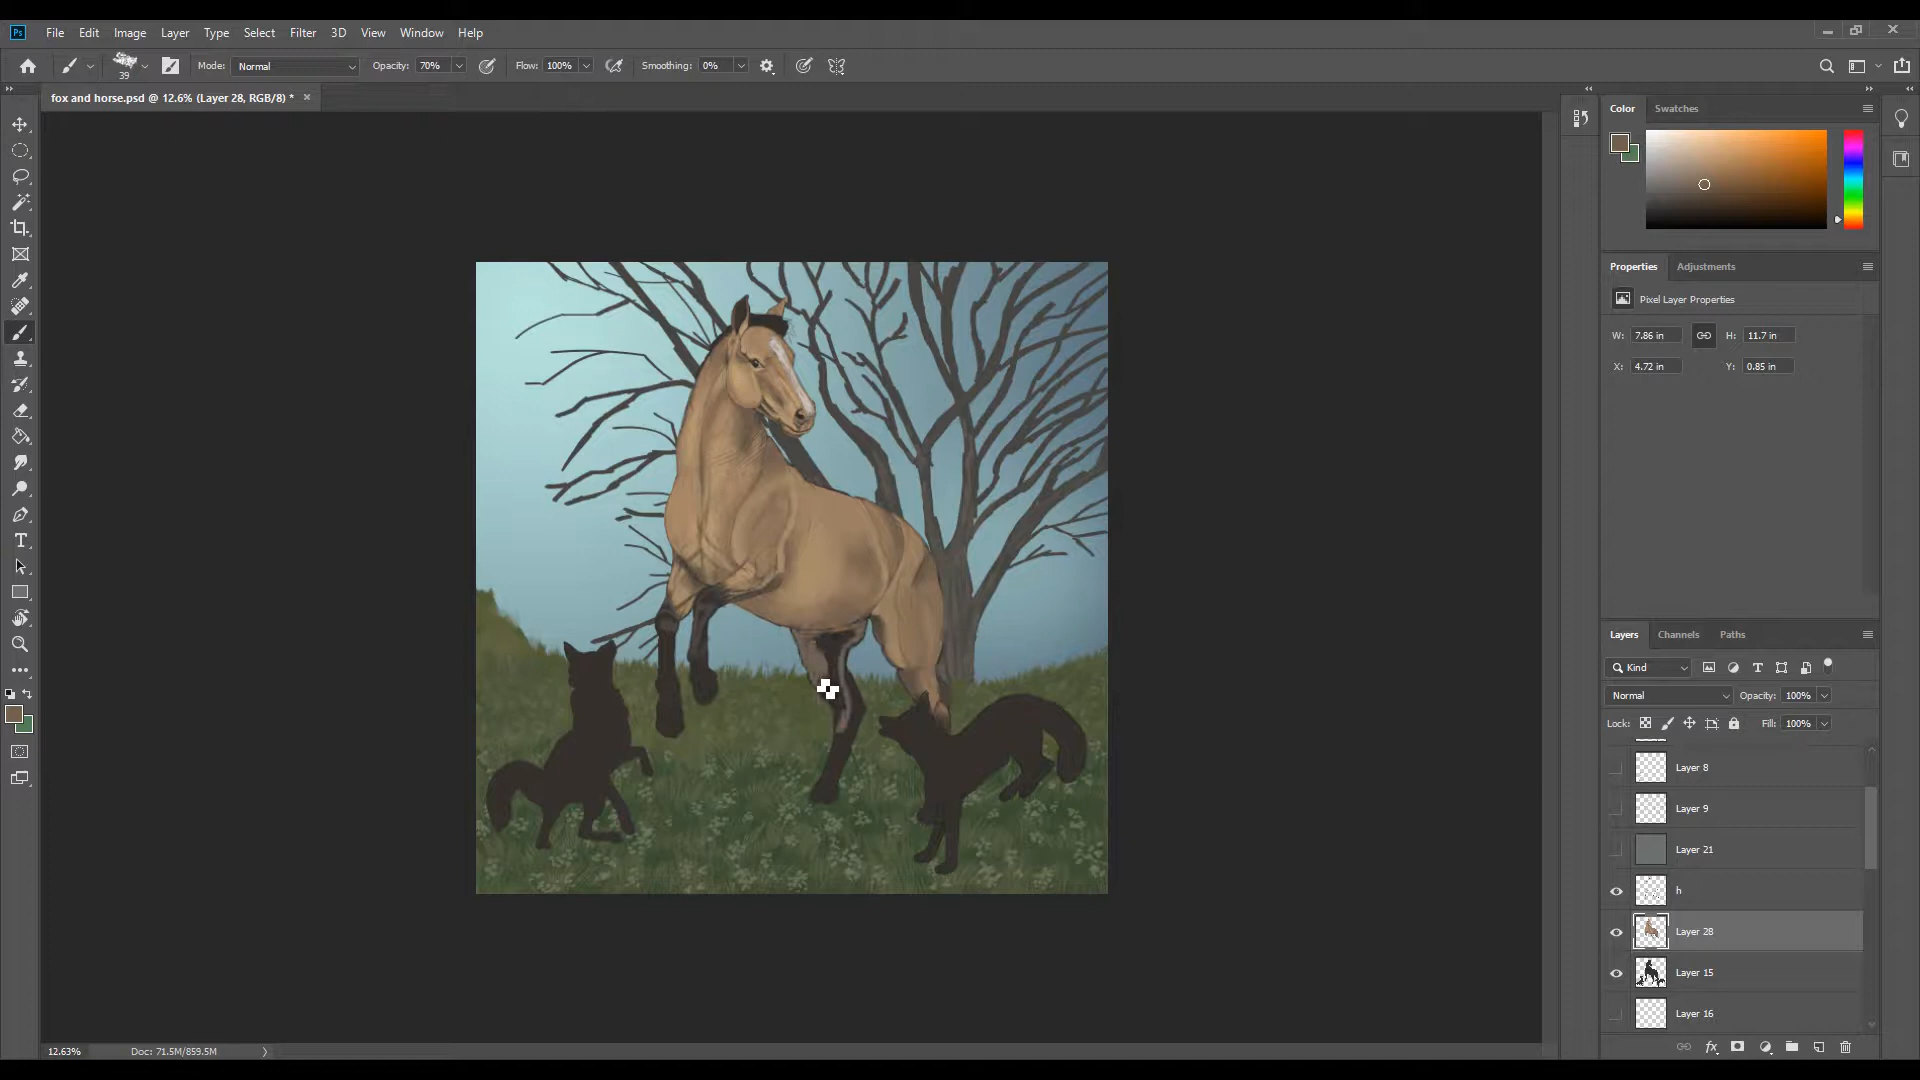 Ps File Edit Image Layer Type Select Filter 3D View Window Help
39 Mode: Normal Opacity: 70% Flow: 100% Smoothing: 0%
fox and horse.psd @ 12.6% (Layer 28, RGB/8) * ×
Color Swatches
Properties Adjustments
Pixel Layer Properties
W: 7.86 in H: 11.7 in
X: 4.72 in Y: 0.85 in
Layers Channels Paths
Kind
Normal Opacity: 100%
Lock: Fill: 100%
Layer 8
Layer 9
Layer 21
h
Layer 28
Layer 15
Layer 16
fx
12.63% Doc: 71.5M/859.5M